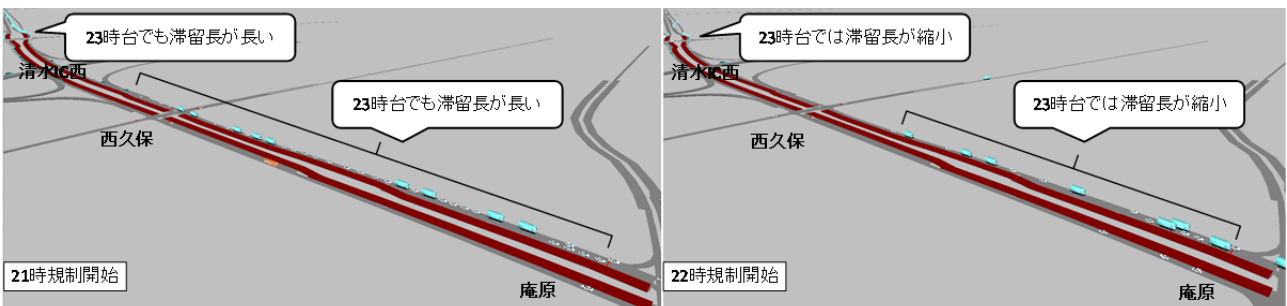 23時台でも滞留長が長い
清水IC西
23時台でも滞留長が長い
西久保
21時規制開始
庵原
23時台では滞留長が縮小
清水IC西
23時台では滞留長が縮小
西久保
22時規制開始
庵原